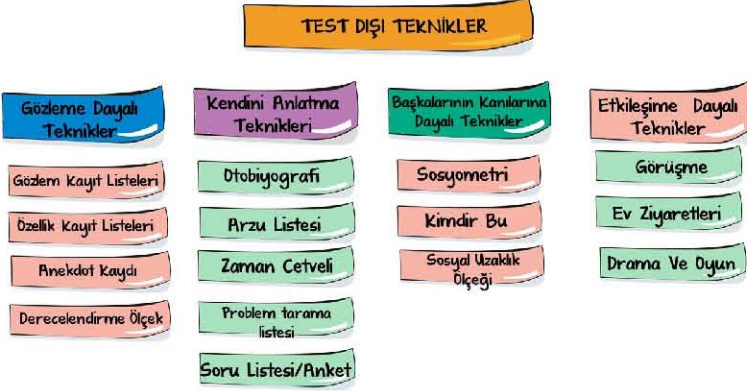 TEST DIŞI TEKNİKLER
Gözleme Dayalı
Teknikler
Gözlem Kayıt Listeleri
Özellik Kayıt Listeleri
Anekdot Kaydı
Derecelendirme Ölçek
Kendini Anlatma
Teknikleri
Otobiyografi
Arzu Listesi
Zaman Cetveli
Problem tarama
listesi
Soru Listesi/Anket
Başkalarının Kanılarına
Dayalı Teknikler
Sosyometri
Kimdir Bu
Sosyal Uzaklık
Ölçeği
Etkileşime Dayalı
Teknikler
Görüşme
Ev Ziyaretleri
Drama Ve Oyun